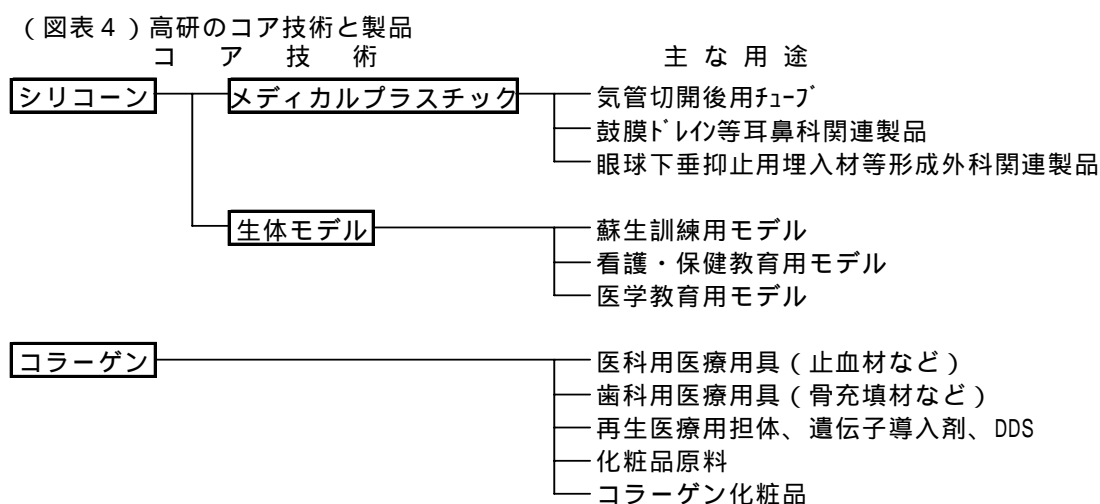 (図表4)高研のコア技術と製品
コア技術 主な用途
シリコーン メディカルプラスチック 気管切開後用ﾁｭｰﾌﾞ
鼓膜ﾄﾞﾚｲﾝ等耳鼻科関連製品
眼球下垂抑止用埋入材等形成外科関連製品
生体モデル 蘇生訓練用モデル
看護・保健教育用モデル
医学教育用モデル
コラーゲン 医科用医療用具(止血材など)
歯科用医療用具(骨充填材など)
再生医療用担体、遺伝子導入剤、DDS
化粧品原料
コラーゲン化粧品